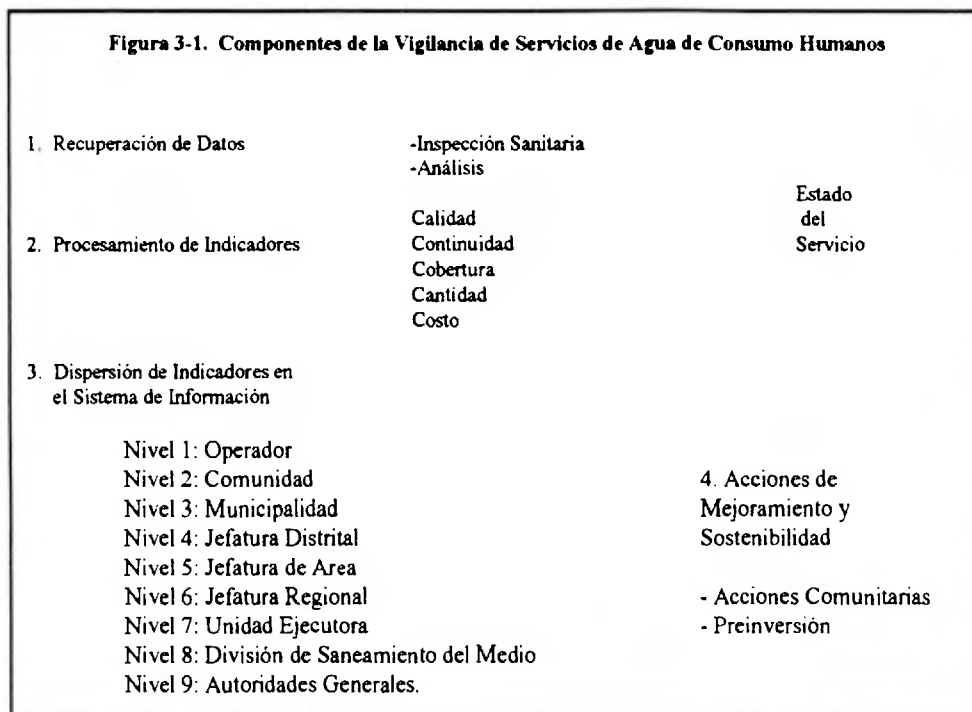 Figura 3-1. Componentes de la Vigilancia de Servicios de Agua de Consumo Humanos
1. Recuperación de Datos
-Inspección Sanitaria
-Análisis
Estado
del
Servicio
2. Procesamiento de Indicadores
Calidad
Continuidad
Cobertura
Cantidad
Costo
3. Dispersión de Indicadores en
el Sistema de Información
Nivel 1: Operador
Nivel 2: Comunidad
Nivel 3: Municipalidad
Nivel 4: Jefatura Distrital
Nivel 5: Jefatura de Area
Nivel 6: Jefatura Regional
Nivel 7: Unidad Ejecutora
Nivel 8: División de Saneamiento del Medio
Nivel 9: Autoridades Generales.
4. Acciones de
Mejoramiento y
Sostenibilidad
- Acciones Comunitarias
- Preinversión